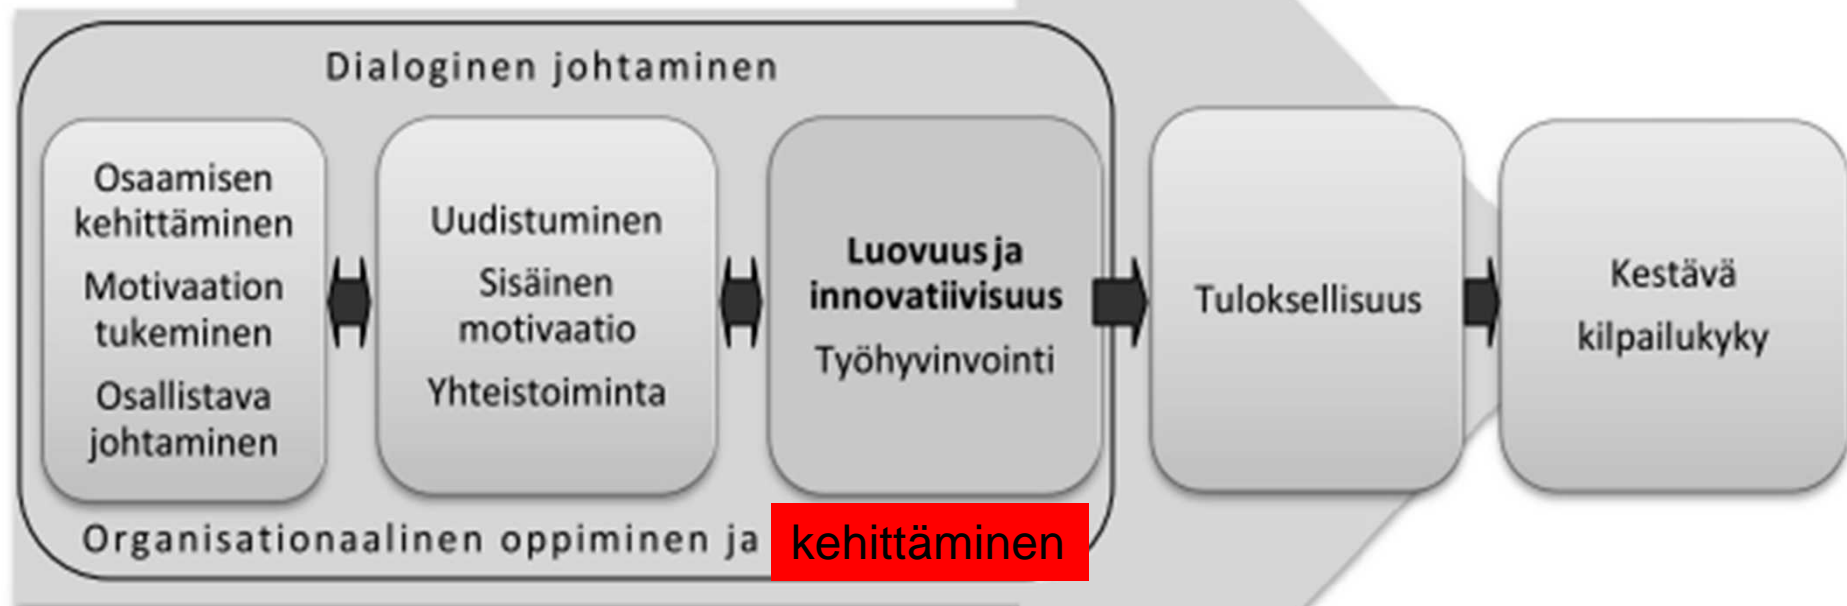 Dialoginen johtaminen
Osaamisen
kehittäminen
Motivaation
tukeminen
Osallistava
johtaminen
Uudistuminen
Sisäinen
motivaatio
Yhteistoiminta
Luovuus ja
innovatiivisuus
Työhyvinvointi
Tuloksellisuus
Kestävä
kilpailukyky
Organisationaalinen oppiminen ja kehittäminen